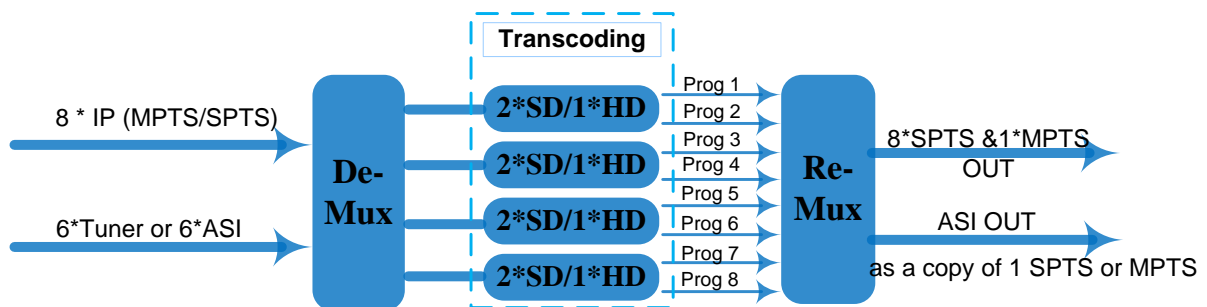 Transcoding
8 * IP (MPTS/SPTS)
6*Tuner or 6*ASI
De-
Mux
2*SD/1*HD
2*SD/1*HD
2*SD/1*HD
2*SD/1*HD
Prog 1
Prog 2
Prog 3
Prog 4
Prog 5
Prog 6
Prog 7
Prog 8
Re-
Mux
8*SPTS &1*MPTS
OUT
ASI OUT
as a copy of 1 SPTS or MPTS